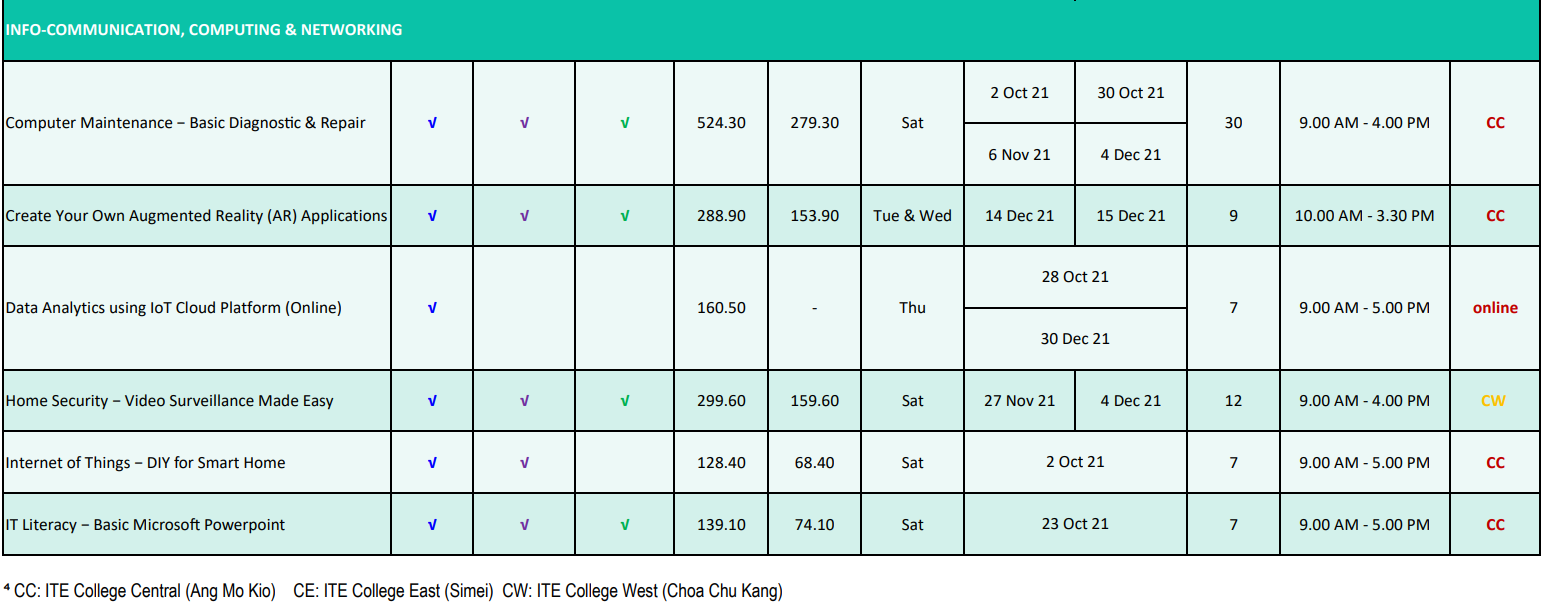 INFO-COMMUNICATION, COMPUTING & NETWORKING
Computer Maintenance – Basic Diagnostic & Repair √ √ √ 524.30 279.30 Sat 2 Oct 21 30 Oct 21 30 9.00 AM - 4.00 PM CC
6 Nov 21 4 Dec 21
Create Your Own Augmented Reality (AR) Applications √ √ √ 288.90 153.90 Tue & Wed 14 Dec 21 15 Dec 21 9 10.00 AM - 3.30 PM CC
Data Analytics using IoT Cloud Platform (Online) √ 160.50 - Thu 28 Oct 21 7 9.00 AM - 5.00 PM online
30 Dec 21
Home Security – Video Surveillance Made Easy √ √ √ 299.60 159.60 Sat 27 Nov 21 4 Dec 21 12 9.00 AM - 4.00 PM CW
Internet of Things – DIY for Smart Home √ √ 128.40 68.40 Sat 2 Oct 21 7 9.00 AM - 5.00 PM CC
IT Literacy – Basic Microsoft Powerpoint √ √ √ 139.10 74.10 Sat 23 Oct 21 7 9.00 AM - 5.00 PM CC
⁴ CC: ITE College Central (Ang Mo Kio) CE: ITE College East (Simei) CW: ITE College West (Choa Chu Kang)